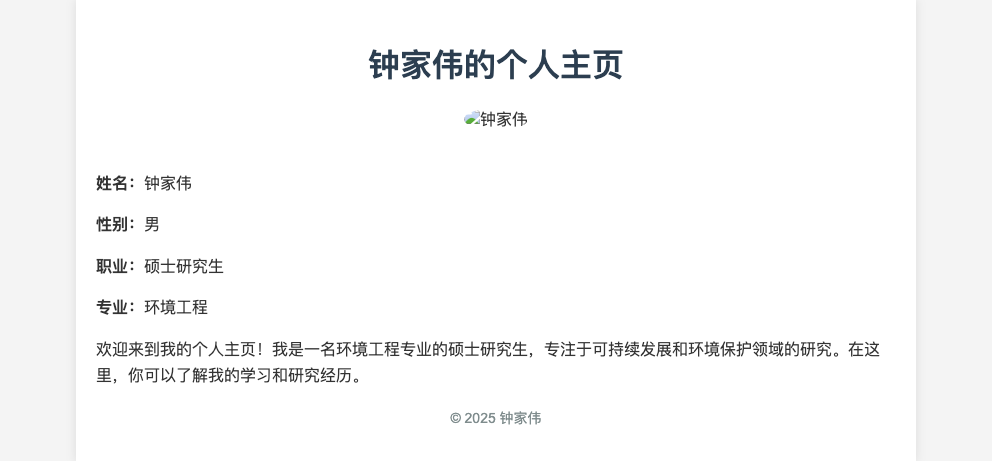 钟家伟的个人主页
钟家伟
姓名：钟家伟
性别：男
职业：硕士研究生
专业：环境工程
欢迎来到我的个人主页！我是一名环境工程专业的硕士研究生，专注于可持续发展和环境保护领域的研究。在这
里，你可以了解我的学习和研究经历。
© 2025 钟家伟